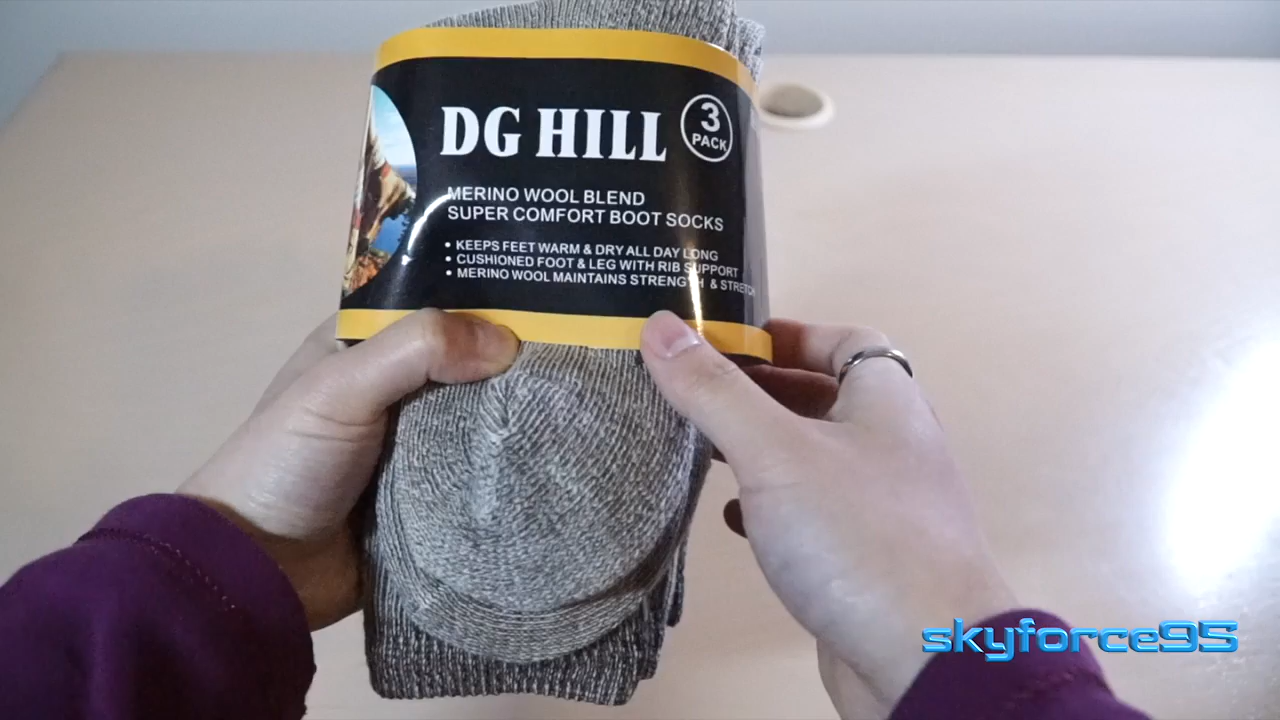 DG HILL
3
PACK
MERINO WOOL BLEND
SUPER COMFORT BOOT SOCKS
• KEEPS FEET WARM & DRY ALL DAY LONG
• CUSHIONED FOOT & LEG WITH RIB SUPPORT
• MERINO WOOL MAINTAINS STRENGTH & STRETCH
skyforce95